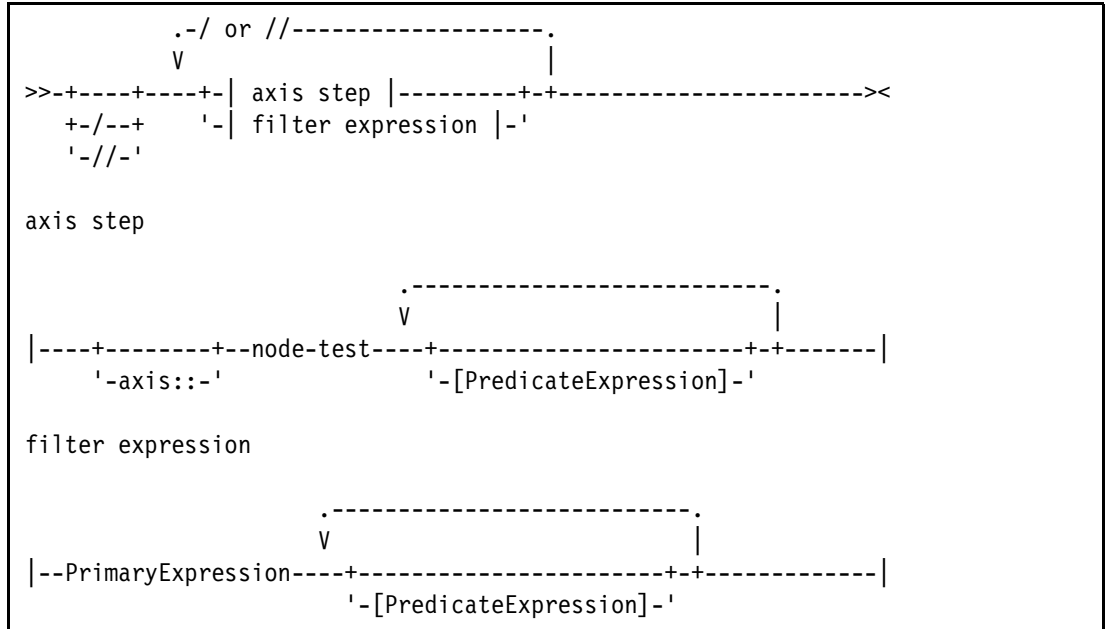 .-/ or //-------------------.
V                           |
>>-+----+----+-| axis step |---------+-+-----------------------><
+-/--+    '-| filter expression |-'
'-//-'
axis step
.---------------------------.
V                           |
|----+--------+--node-test----+-----------------------+-+-------|
'-axis::-'              '-[PredicateExpression]-'
filter expression
.---------------------------.
V                           |
|--PrimaryExpression----+-----------------------+-+-------------|
'-[PredicateExpression]-'